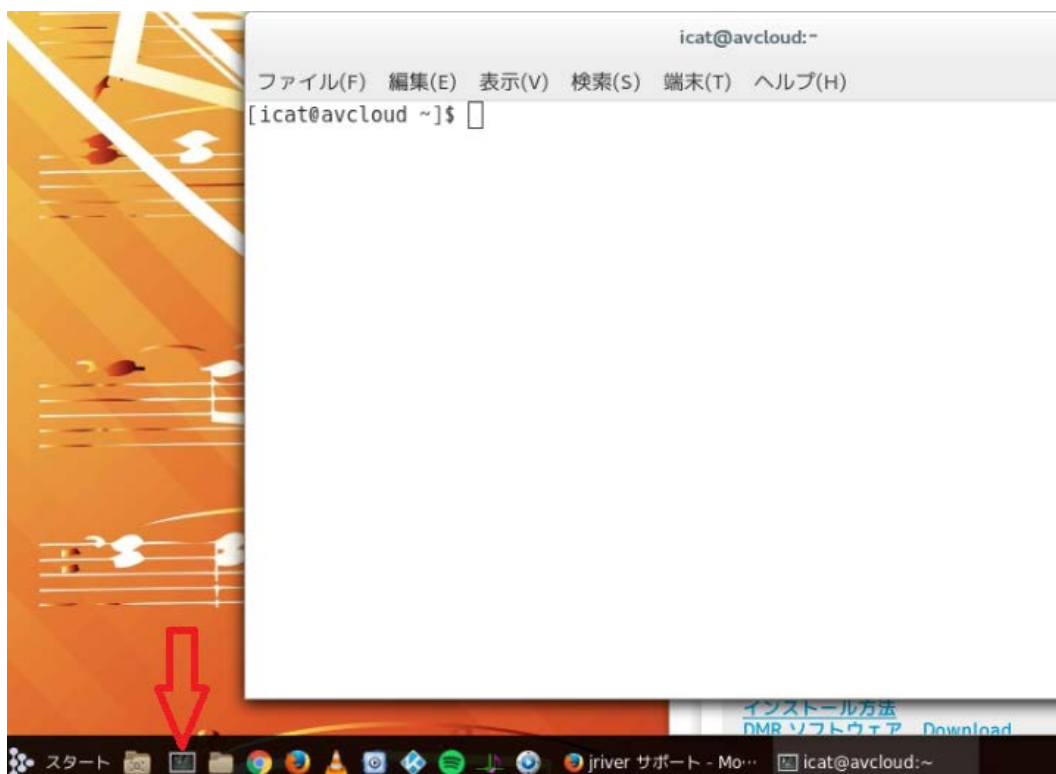 icat@avcloud:~
ファイル(F) 編集(E) 表示(V) 検索(S) 端末(T) ヘルプ(H)
[icat@avcloud ~]$
インストール方法
DMR ソフトウェア Download
スタート jriver サポート - Mo… icat@avcloud:~